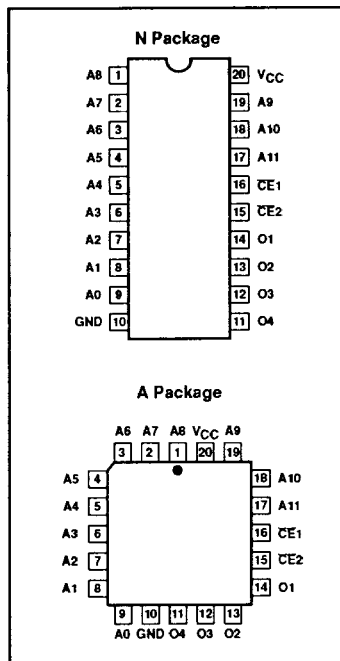 N Package
A8 1 20 VCC
A7 2 19 A9
A6 3 18 A10
A5 4 17 A11
A4 5 16 C̅E̅1
A3 6 15 C̅E̅2
A2 7 14 O1
A1 8 13 O2
A0 9 12 O3
GND 10 11 O4
A Package
A6 A7 A8 VCC A9
3 2 1 20 19
A5 4 18 A10
A4 5 17 A11
A3 6 16 C̅E̅1
A2 7 15 C̅E̅2
A1 8 14 O1
9 10 11 12 13
A0 GND O4 O3 O2